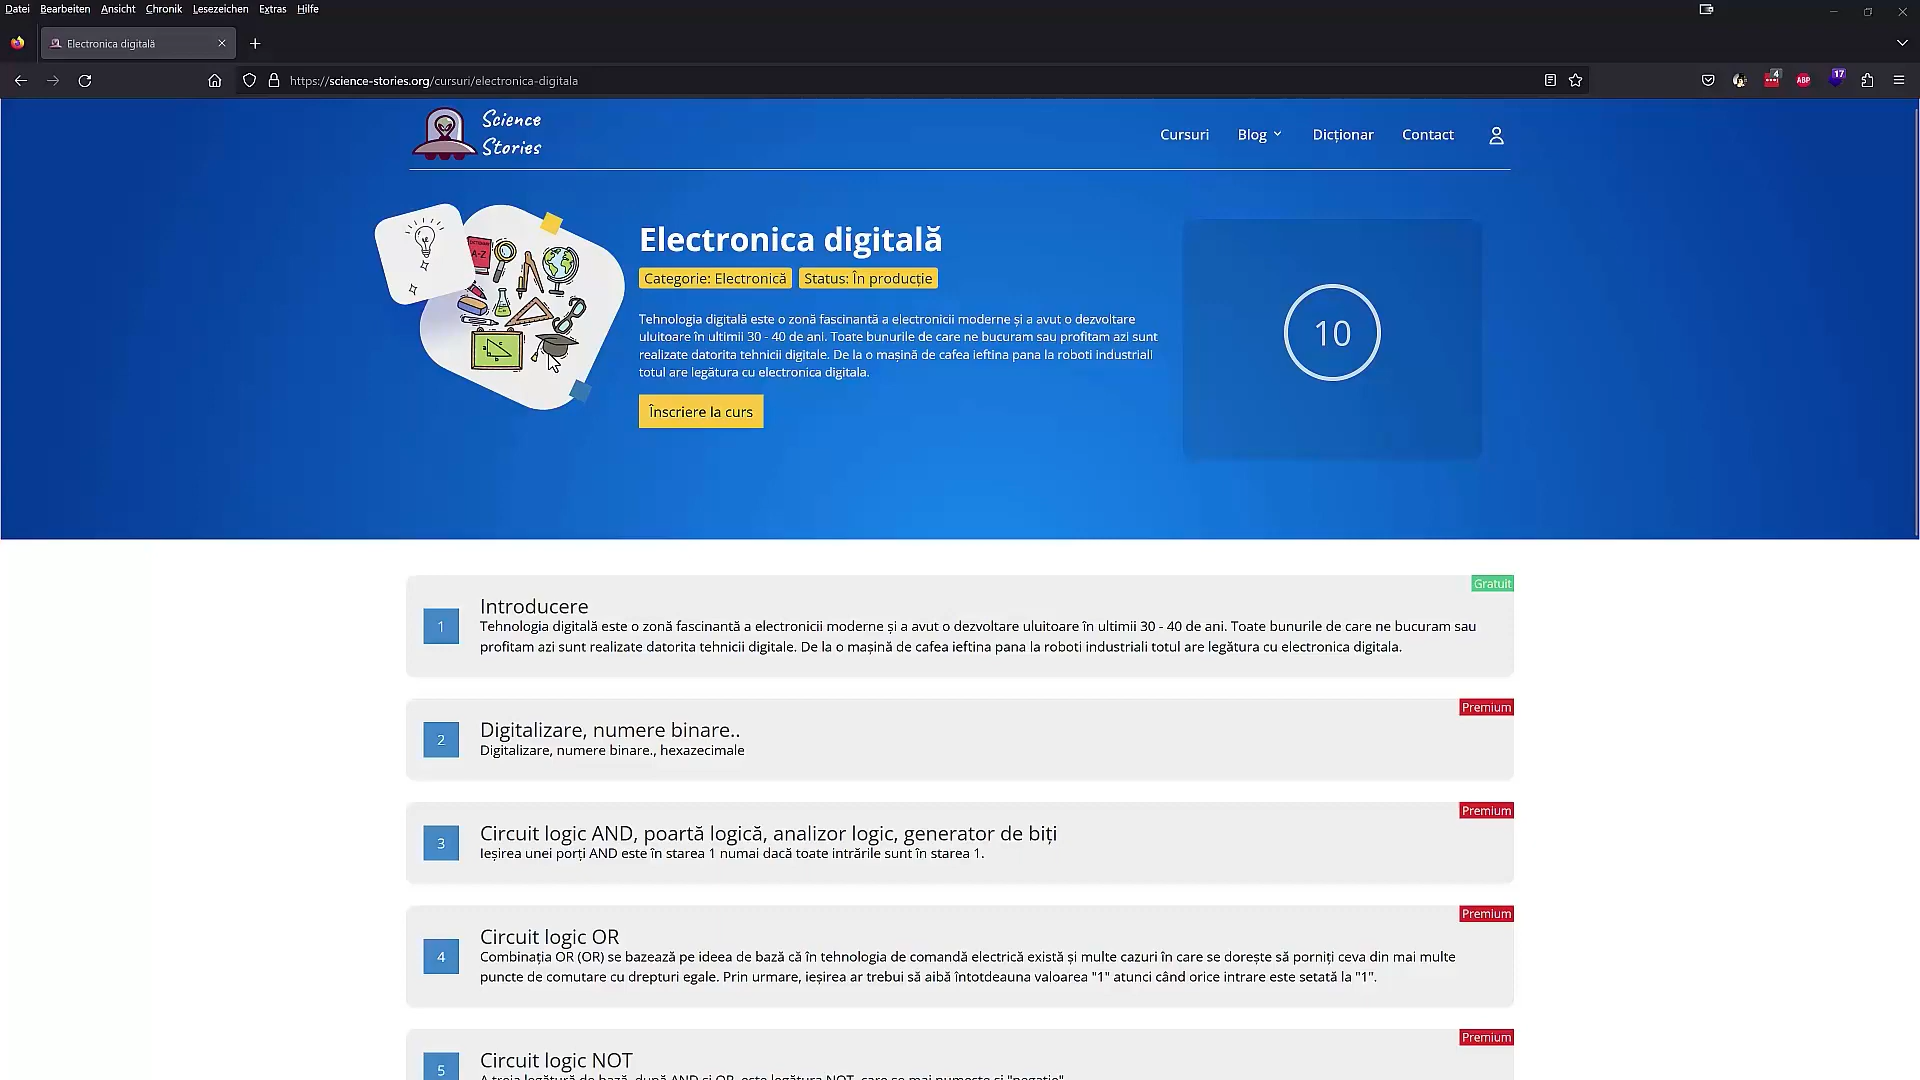 Datei Bearbeiten Ansicht Chronik Lesezeichen Extras Hilfe
Electronica digitală
https://science-stories.org/cursuri/electronica-digitala
4
ABP
17
Science
Stories
Cursuri Blog Dicționar Contact
A-Z
Electronica digitală
Categorie: Electronică Status: În producție
Tehnologia digitală este o zonă fascinantă a electronicii moderne și a avut o dezvoltare
uluitoare în ultimii 30 - 40 de ani. Toate bunurile de care ne bucuram sau profitam azi sunt
realizate datorita tehnicii digitale. De la o mașină de cafea ieftina pana la roboti industriali
totul are legătura cu electronica digitala.
Înscriere la curs
10
Gratuit
1
Introducere
Tehnologia digitală este o zonă fascinantă a electronicii moderne și a avut o dezvoltare uluitoare în ultimii 30 - 40 de ani. Toate bunurile de care ne bucuram sau
profitam azi sunt realizate datorita tehnicii digitale. De la o mașină de cafea ieftina pana la roboti industriali totul are legătura cu electronica digitala.
Premium
2
Digitalizare, numere binare..
Digitalizare, numere binare., hexazecimale
Premium
3
Circuit logic AND, poartă logică, analizor logic, generator de biți
Ieșirea unei porți AND este în starea 1 numai dacă toate intrările sunt în starea 1.
Premium
4
Circuit logic OR
Combinația OR (OR) se bazează pe ideea de bază că în tehnologia de comandă electrică există și multe cazuri în care se dorește să porniți ceva din mai multe
puncte de comutare cu drepturi egale. Prin urmare, ieșirea ar trebui să aibă întotdeauna valoarea "1" atunci când orice intrare este setată la "1".
Premium
5
Circuit logic NOT
A treia legătură de bază, după AND și OR, este legătura NOT, care se mai numește și "negație".